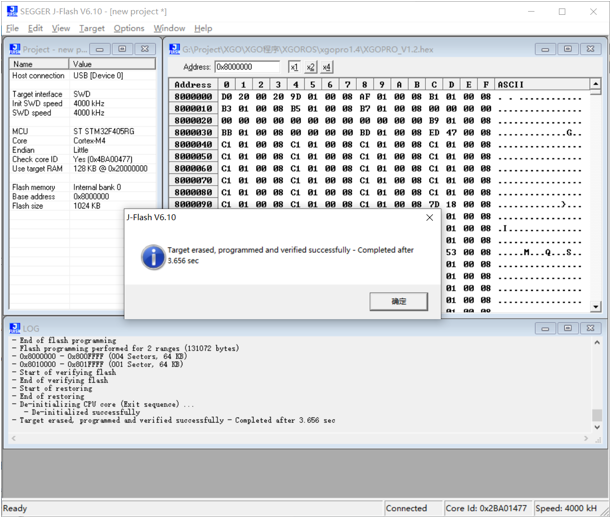 SEGGER J-Flash V6.10 - [new project *]
File Edit View Target Options Window Help
Project - new p...
Name Value
Host connection USB [Device 0]
Target interface SWD
Init SWD speed 4000 kHz
SWD speed 4000 kHz
MCU ST STM32F405RG
Core Cortex-M4
Endian Little
Check core ID Yes (0x4BA00477)
Use target RAM 128 KB @ 0x20000000
Flash memory Internal bank 0
Base address 0x8000000
Flash size 1024 KB
G:\Project\XGO\XGO程序\XGOROS\xgopro1.4\XGOPRO_V1.2.hex
Address: 0x8000000 x1 x2 x4
Address 0 1 2 3 4 5 6 7 8 9 A B C D E F ASCII
8000000 D0 20 00 20 9D 01 00 08 AF 01 00 08 B1 01 00 08
8000010 B3 01 00 08 B5 01 00 08 B7 01 00 08 00 00 00 00 ................
8000020 00 00 00 00 00 00 00 00 00 00 00 00 B9 01 00 08 ................
8000030 BB 01 00 08 00 00 00 00 BD 01 00 08 ED 47 00 08 .............G..
8000040 C1 01 00 08 C1 01 00 08 C1 01 00 08 C1 01 00 08 ................
8000050 C1 01 00 08 C1 01 00 08 C1 01 00 08 C1 01 00 08 ................
8000060 C1 01 00 08 C1 01 00 08 C1 01 00 08 C1 01 00 08 ................
8000070 C1 01 00 08 C1 01 00 08 C1 01 00 08 C1 01 00 08 ................
8000080 C1 01 00 08 C1 01 00 08 C1 01 00 08 C1 01 00 08 ................
8000090 C1 01 00 08 C1 01 00 08 C1 01 00 08 7D 18 00 08
J-Flash V6.10
Target erased, programmed and verified successfully - Completed after
3.656 sec
确定
LOG
- End of flash programming
- Flash programming performed for 2 ranges (131072 bytes)
- 0x8000000 - 0x800FFFF (004 Sectors, 64 KB)
- 0x8010000 - 0x801FFFF (001 Sector, 64 KB)
- Start of verifying flash
- End of verifying flash
- Start of restoring
- End of restoring
- De-initializing CPU core (Exit sequence) ...
- De-initialized successfully
- Target erased, programmed and verified successfully - Completed after 3.656 sec
Ready Connected Core Id: 0x2BA01477 Speed: 4000 kH